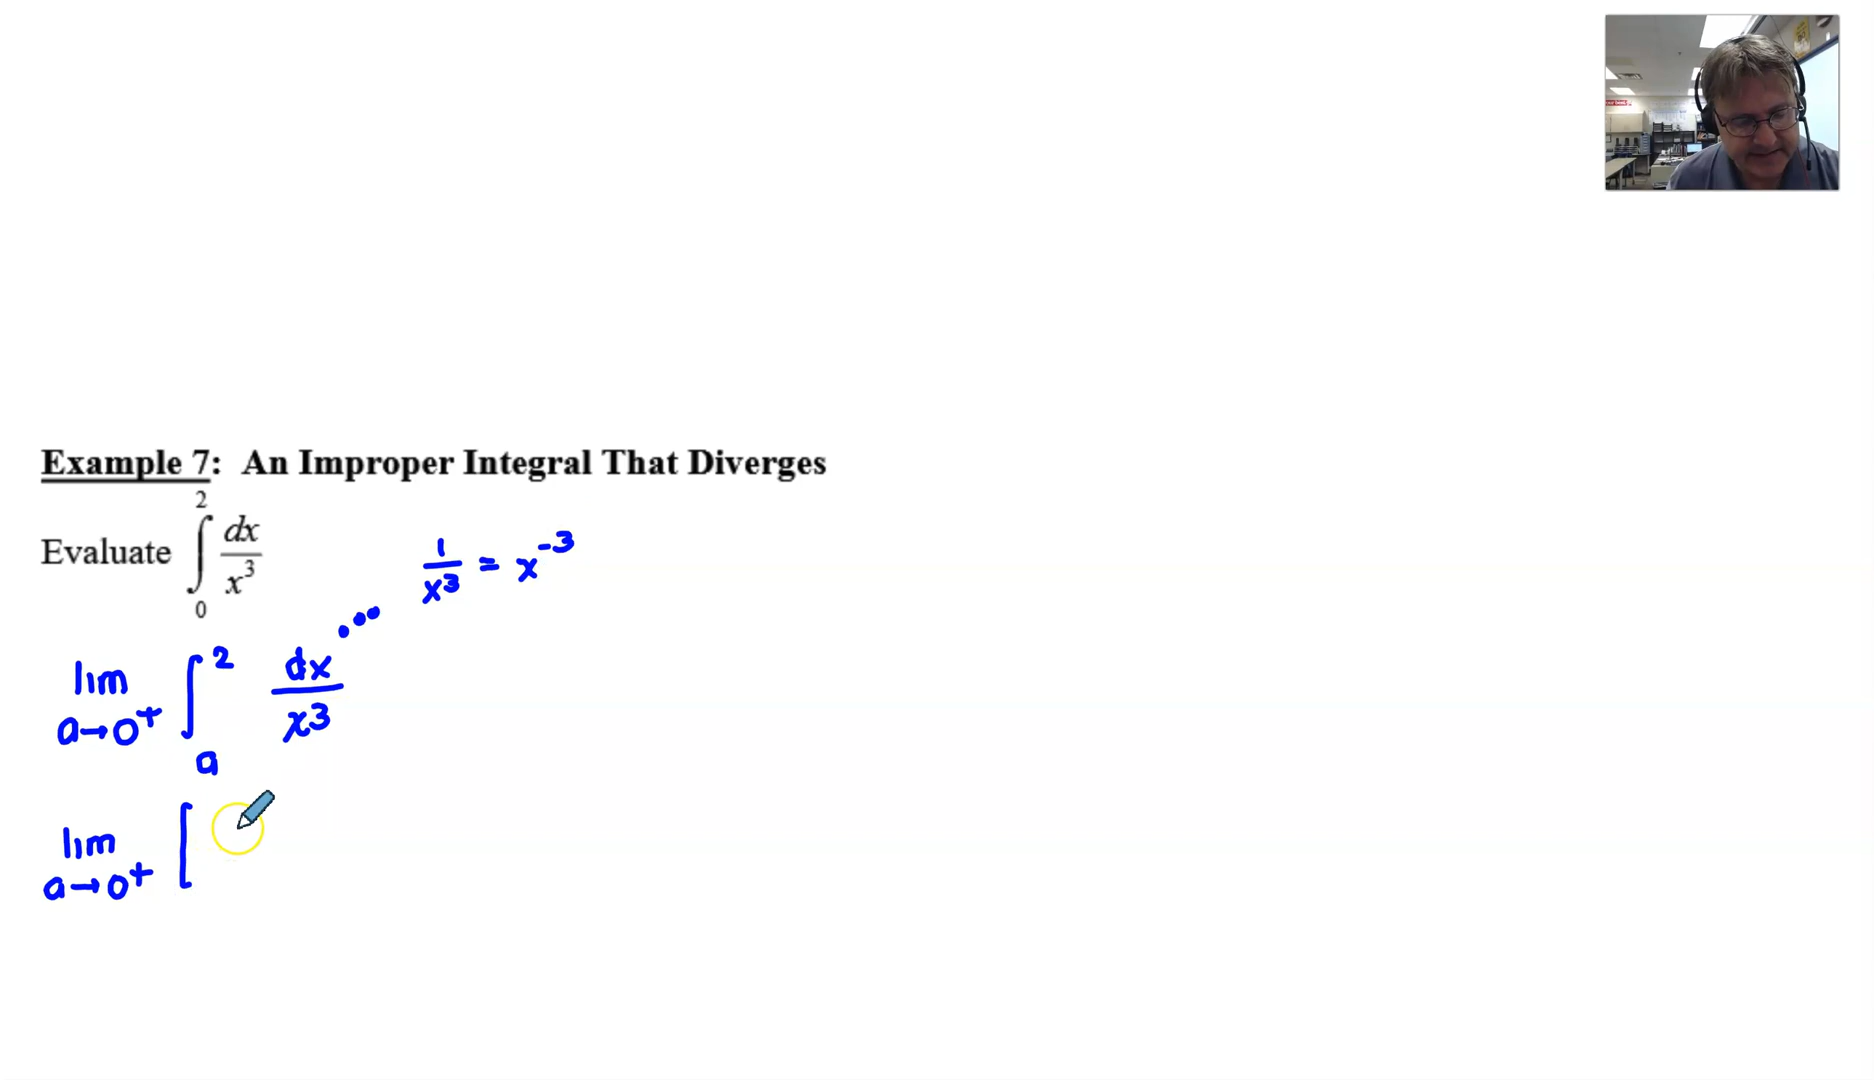 Example 7: An Improper Integral That Diverges
Evaluate ∫₀² dx/x³
1/x³ = x⁻³
lim a→0⁺ ∫ₐ² dx/x³
lim a→0⁺ [